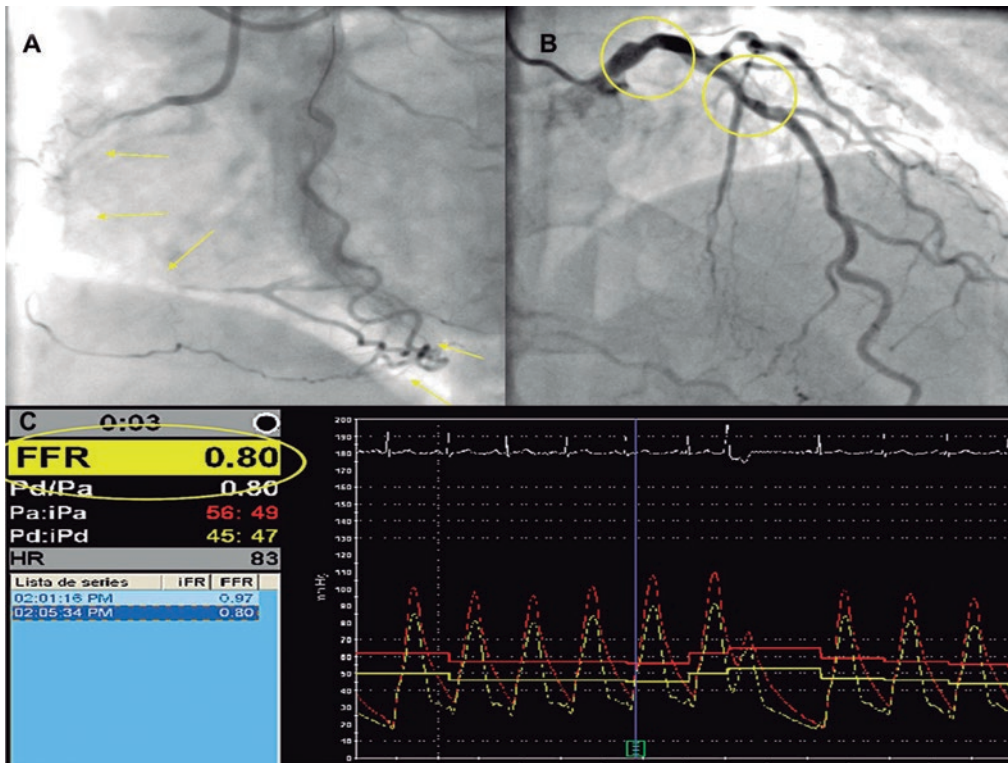 A
B
C 0:03
FFR 0.80
Pd/Pa 0.80
Pa:iPa 56: 49
Pd:iPd 45: 47
HR 83
Lista de series iFR FFR
02:01:16 PM 0.97
02:05:34 PM 0.80
mmHg
200
190
180
170
160
150
140
130
120
110
100
90
80
70
60
50
40
30
20
10
0